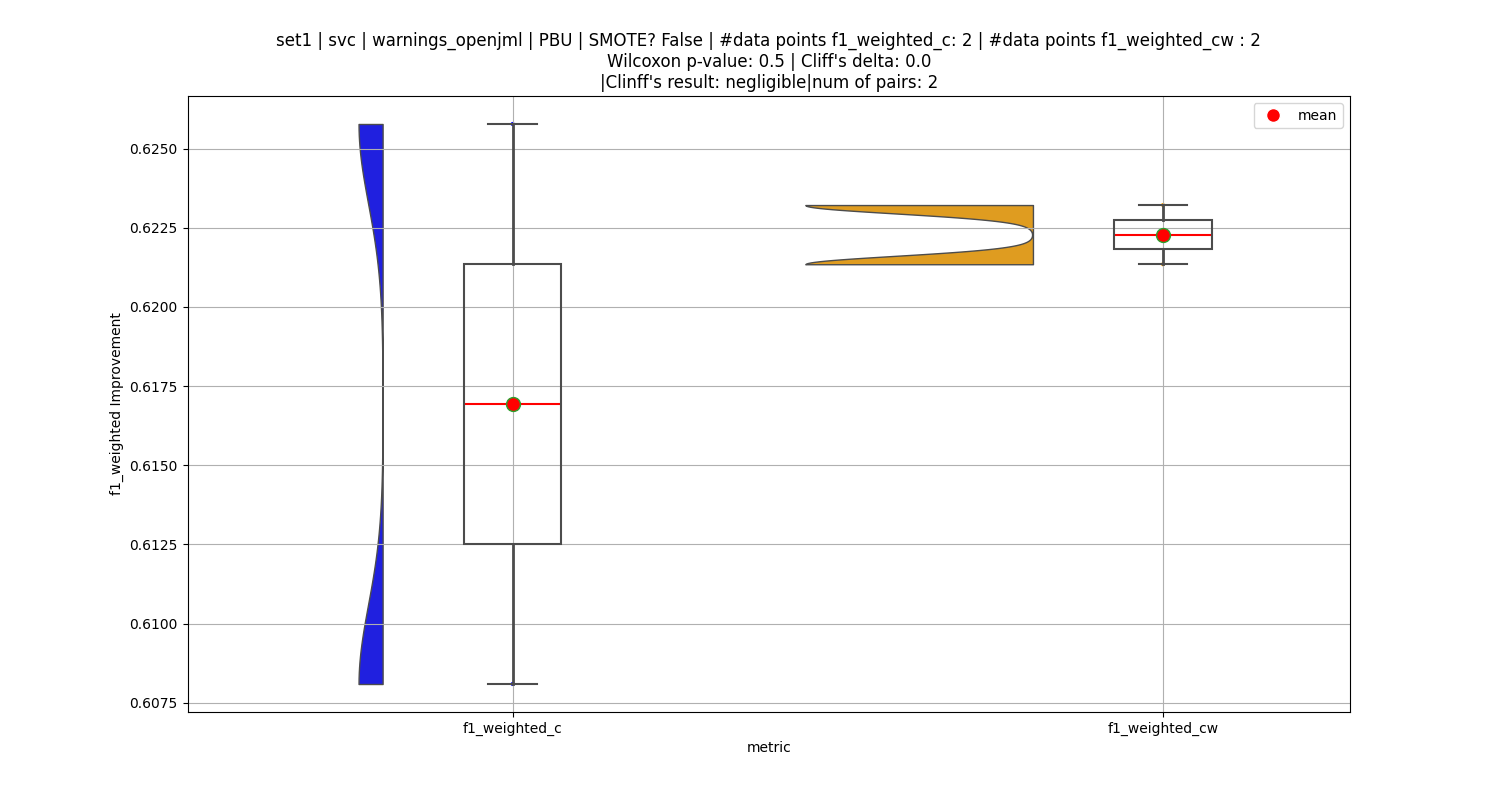 set1 | svc | warnings_openjml | PBU | SMOTE? False | #data points f1_weighted_c: 2 | #data points f1_weighted_cw : 2
Wilcoxon p-value: 0.5 | Cliff's delta: 0.0
|Clinff's result: negligible|num of pairs: 2
mean
0.6250
0.6225
0.6200
0.6175
0.6150
0.6125
0.6100
0.6075
f1_weighted Improvement
f1_weighted_c
f1_weighted_cw
metric